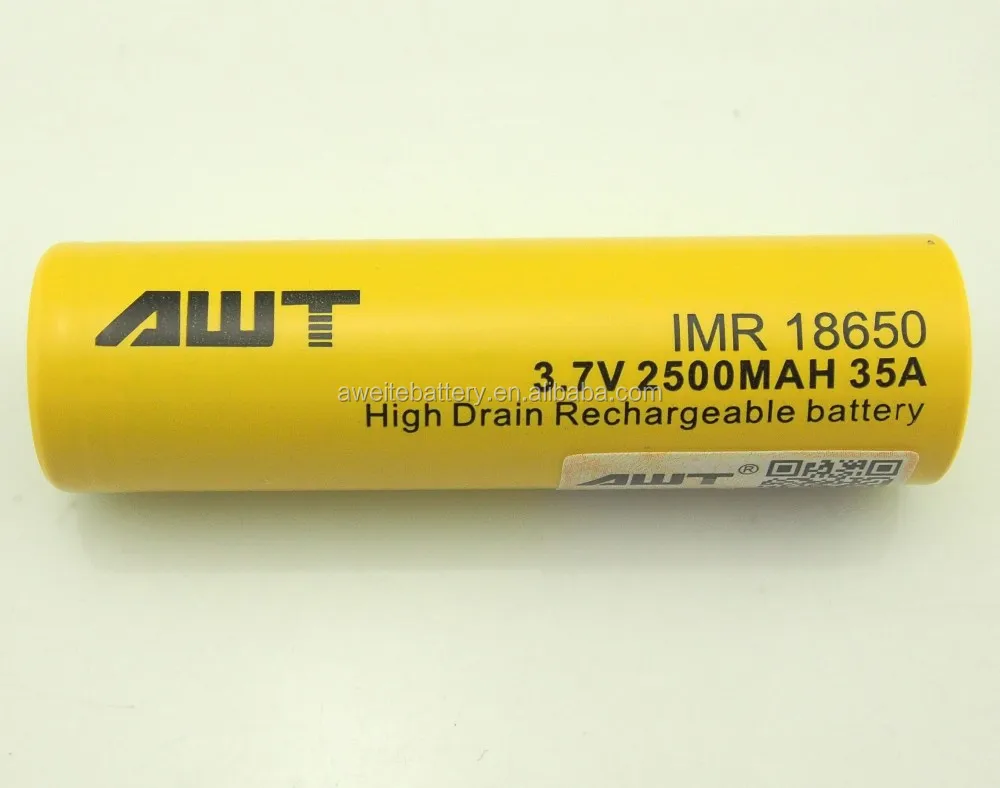 AWT
IMR 18650
3.7V 2500MAH 35A
aweitebattery.en.alibaba.com
High Drain Rechargeable battery
AWT®